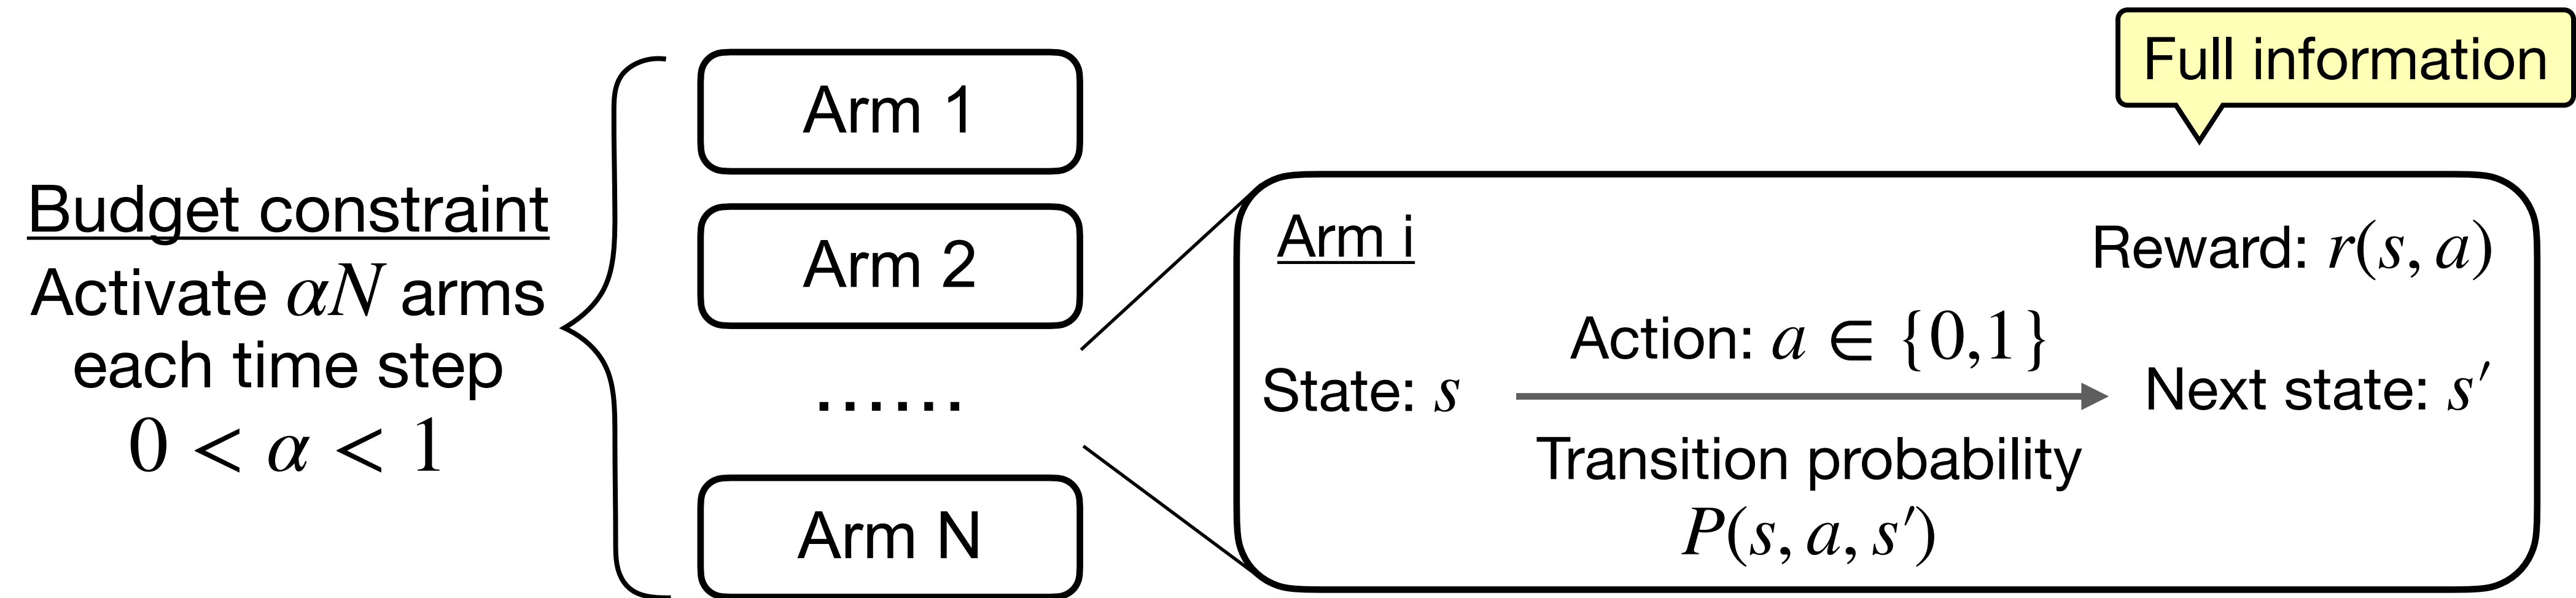 Budget constraint
Activate αN arms
each time step
0 < α < 1
Arm 1
Arm 2
......
Arm N
Full information
Arm i
Reward: r(s, a)
Action: a ∈ {0,1}
State: s
Next state: s′
Transition probability
P(s, a, s′)